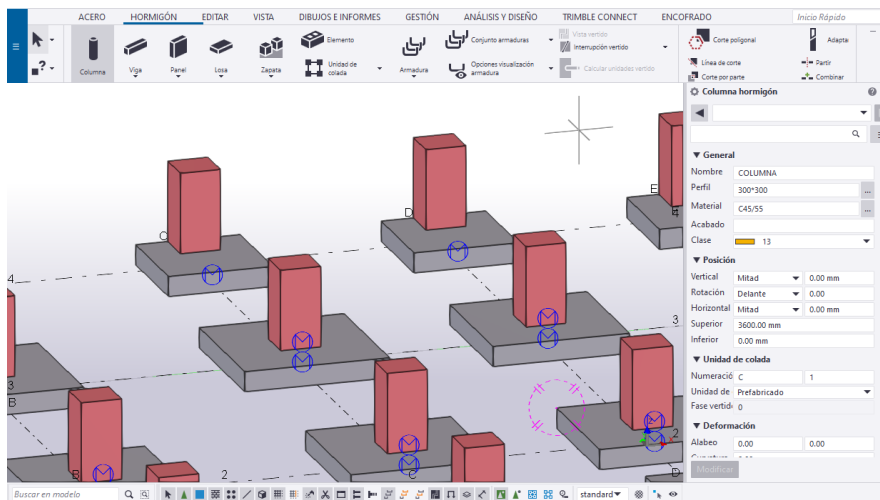 ACERO HORMIGÓN EDITAR VISTA DIBUJOS E INFORMES GESTIÓN ANÁLISIS Y DISEÑO TRIMBLE CONNECT ENCOFRADO Inicio Rápido
Columna Viga Panel Losa Zapata
Elemento
Unidad de colada
Armadura
Conjunto armaduras
Opciones visualización armadura
Vista vertido
Interrupción vertido
Calcular unidades vertido
Corte poligonal
Línea de corte
Corte por parte
Adapta
Partir
Combinar
Columna hormigón
General
Nombre COLUMNA
Perfil 300*300 ...
Material C45/55 ...
Acabado
Clase 13
Posición
Vertical Mitad 0.00 mm
Rotación Delante 0.00
Horizontal Mitad 0.00 mm
Superior 3600.00 mm
Inferior 0.00 mm
Unidad de colada
Numeració C 1
Unidad de Prefabricado
Fase vertid 0
Deformación
Alabeo 0.00 0.00
Modificar
E
D
4
C
4
3
3
B
2
B
2
C
D
Buscar en modelo
standard